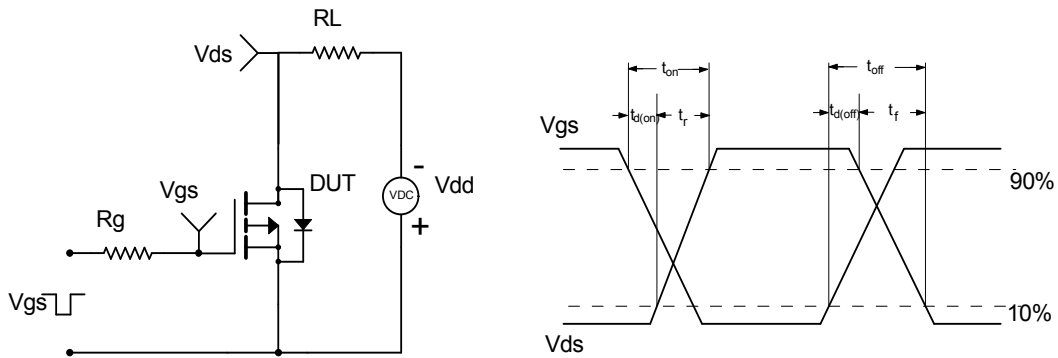 RL
Vds
Vgs
DUT
VDC
-
+
Vdd
Rg
Vgs
ton
toff
td(on)
tr
td(off)
tf
Vgs
90%
10%
Vds